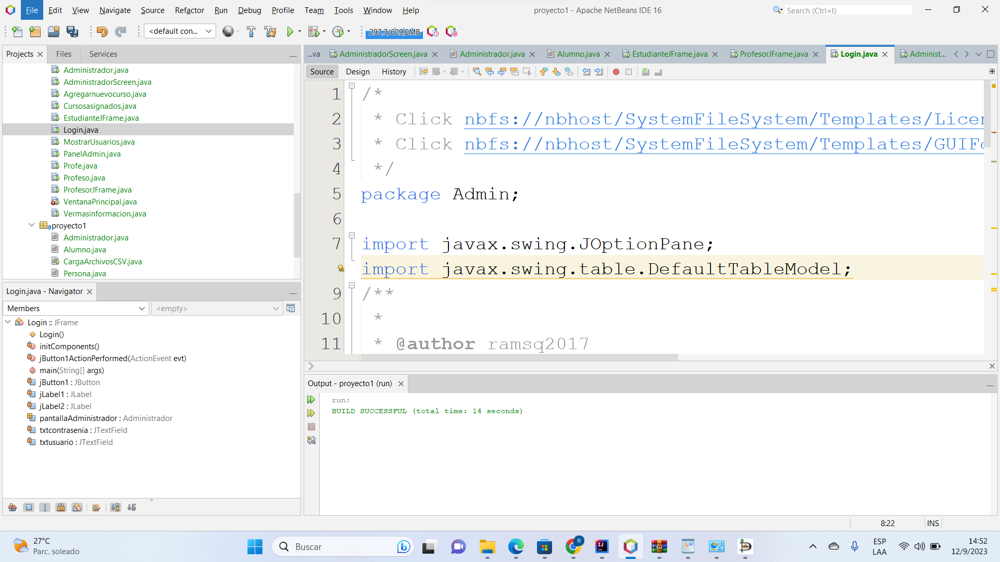 File Edit View Navigate Source Refactor Run Debug Profile Team Tools Window Help
proyecto1 - Apache NetBeans IDE 16
Search (Ctrl+I)
<default con...
297,7/629,0MB
Projects Files Services
Administrador.java
AdministradorScreen.java
Agregarnuevocurso.java
Cursosasignados.java
EstudianteJFrame.java
Login.java
MostrarUsuarios.java
PanelAdmin.java
Profe.java
Profeso.java
ProfesorJFrame.java
VentanaPrincipal.java
Vermasinformacion.java
proyecto1
Administrador.java
Alumno.java
CargaArchivosCSV.java
Persona.java
Login.java - Navigator
Members
<empty>
Login :: JFrame
Login()
initComponents()
jButton1ActionPerformed(ActionEvent evt)
main(String[] args)
jButton1 : JButton
jLabel1 : JLabel
jLabel2 : JLabel
pantallaAdministrador : Administrador
txtcontrasenia : JTextField
txtusuario : JTextField
...va AdministradorScreen.java Administrador.java Alumno.java EstudianteJFrame.java ProfesorJFrame.java Login.java Administ...
Source Design History
1 /*
2 * Click nbfs://nbhost/SystemFileSystem/Templates/Licen
3 * Click nbfs://nbhost/SystemFileSystem/Templates/GUIFo
4 */
5 package Admin;
6
7 import javax.swing.JOptionPane;
import javax.swing.table.DefaultTableModel;
9 /**
10 *
11 * @author ramsq2017
Output - proyecto1 (run)
run:
BUILD SUCCESSFUL (total time: 14 seconds)
8:22 INS
27°C
Parc. soleado
Buscar
R
IJ
ESP
LAA
14:52
12/9/2023